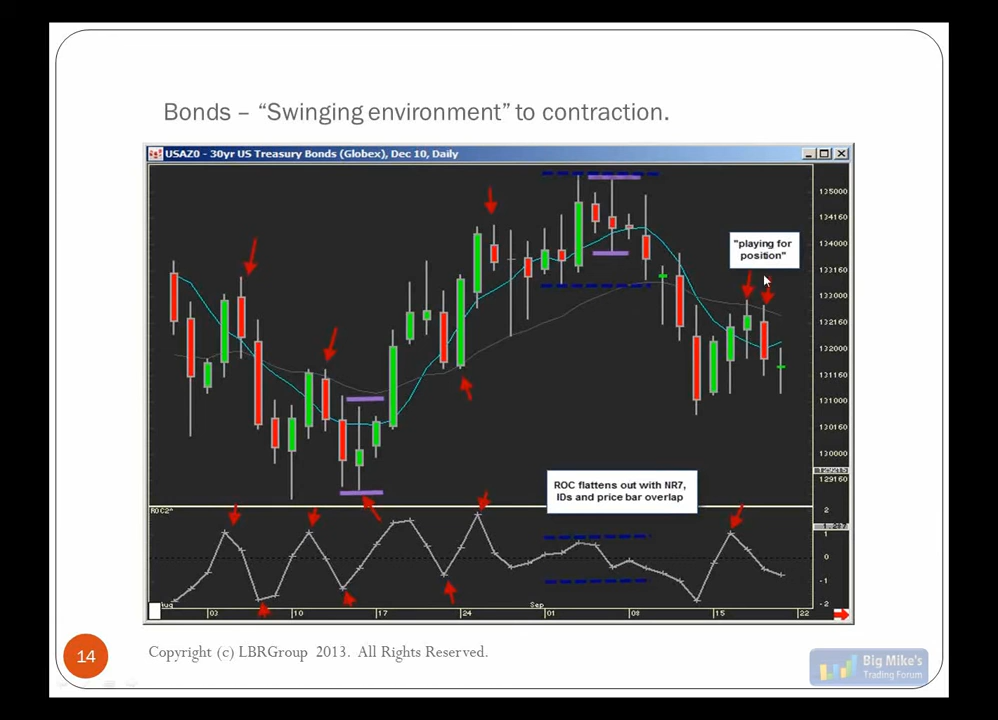 Bonds – “Swinging environment” to contraction.
USAZ0 - 30yr US Treasury Bonds (Globex), Dec 10, Daily
135000
134160
134000
133160
133000
132160
132000
131160
131000
130160
130000
129160
"playing for
position"
ROC flattens out with NR7,
IDs and price bar overlap
2
1
0
-1
-2
Aug
03
10
17
24
Sep
01
08
15
22
14
Copyright (c) LBRGroup 2013. All Rights Reserved.
Big Mike's
Trading Forum